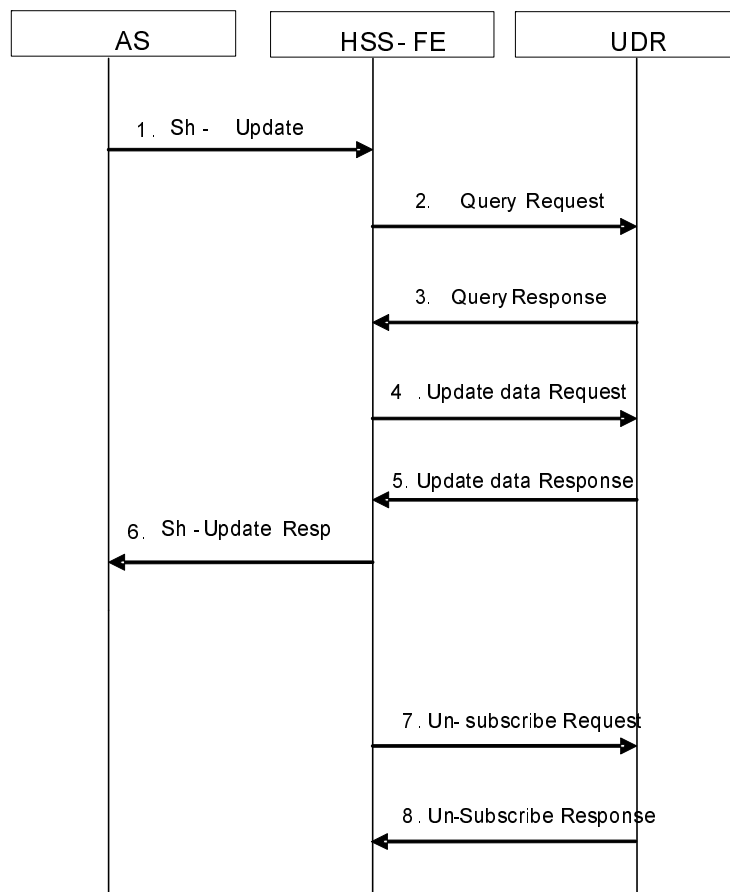 AS HSS-FE UDR
1. Sh - Update
2. Query Request
3. Query Response
4 . Update data Request
5. Update data Response
6. Sh -Update Resp
7. Un- subscribe Request
8. Un-Subscribe Response